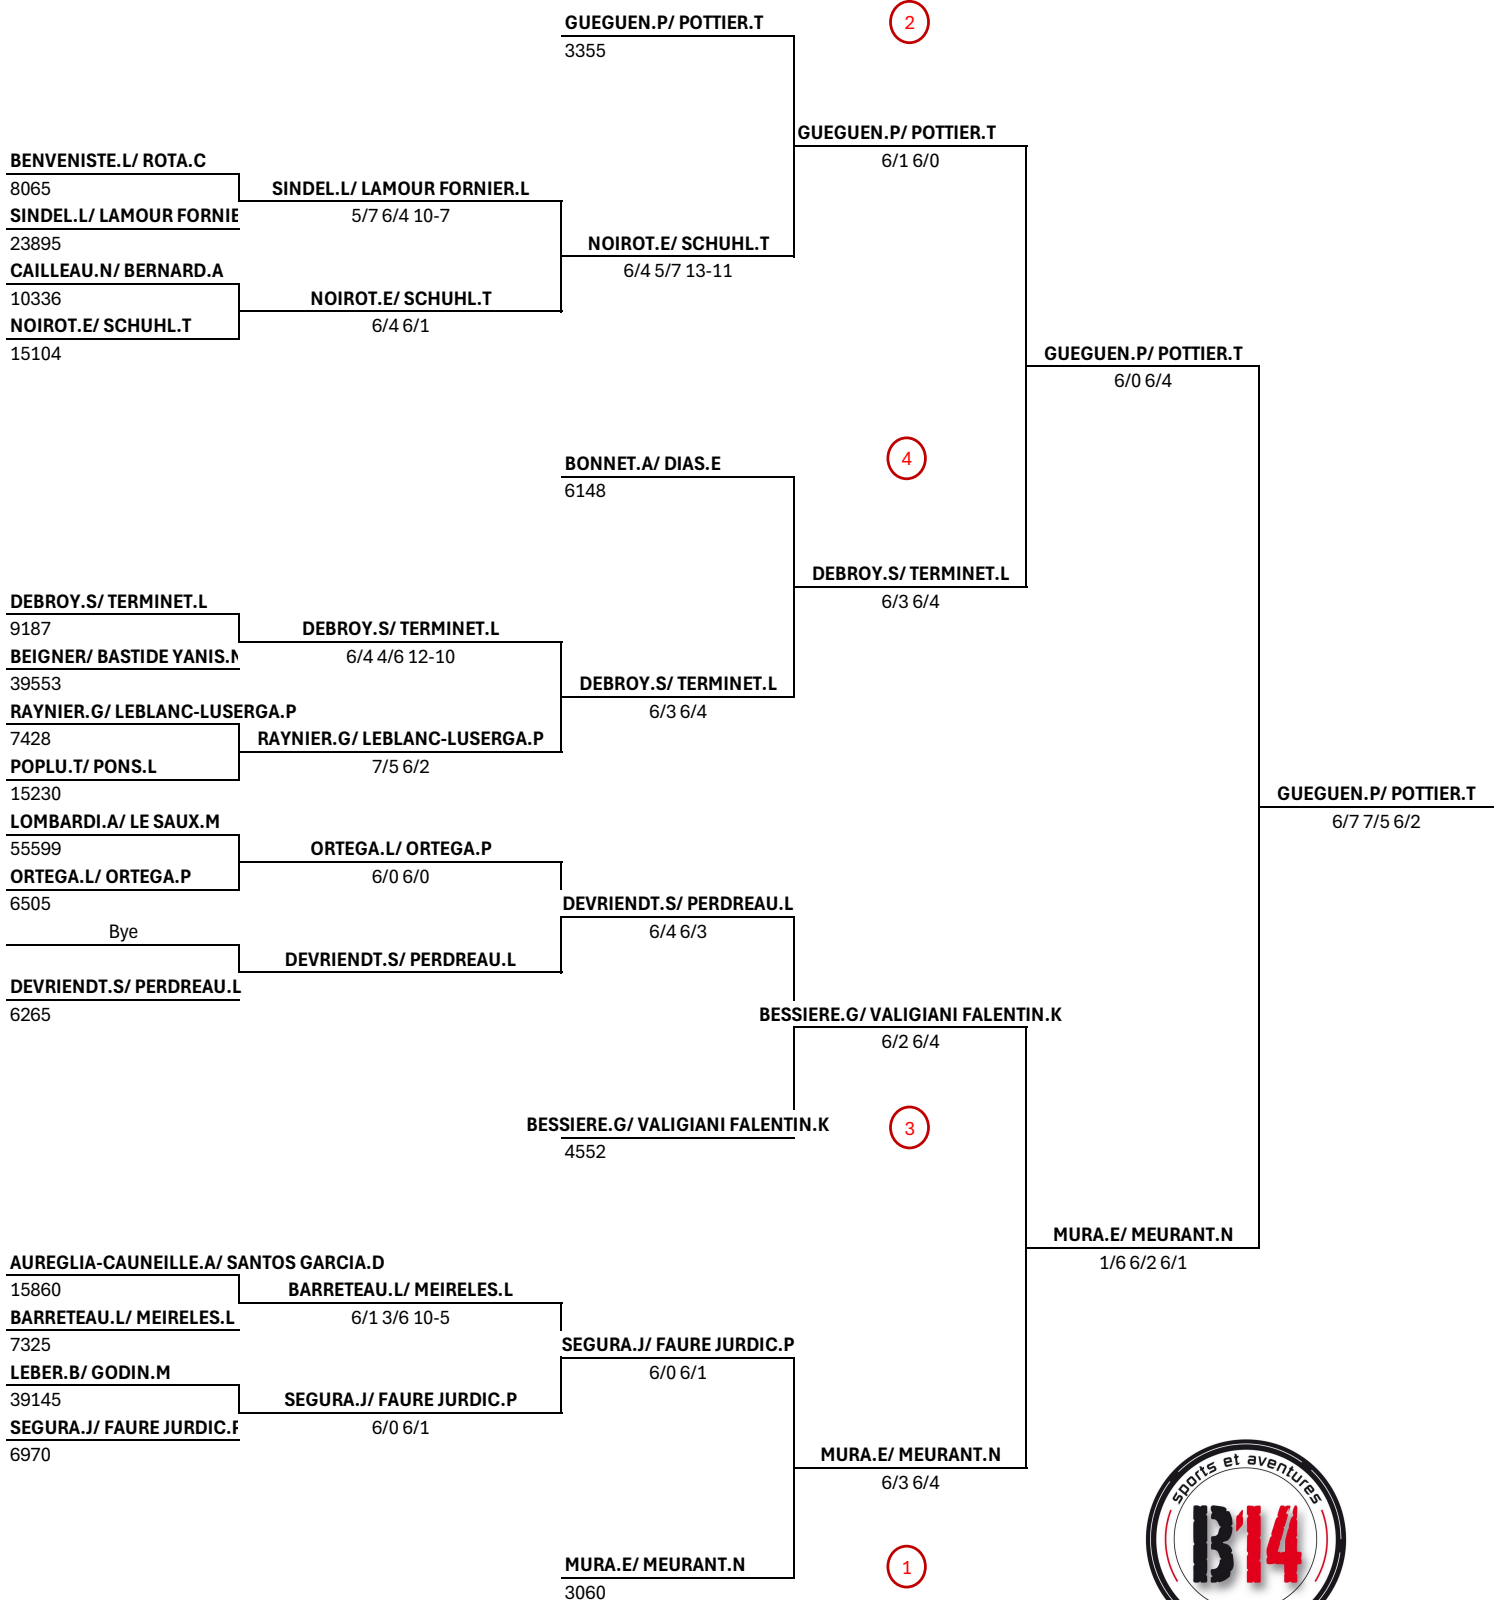 GUEGUEN.P/ POTTIER.T
2
3355
GUEGUEN.P/ POTTIER.T
6/1 6/0
BENVENISTE.L/ ROTA.C
8065
SINDEL.L/ LAMOUR FORNIER.L
5/7 6/4 10-7
SINDEL.L/ LAMOUR FORNIE
23895
NOIROT.E/ SCHUHL.T
6/4 5/7 13-11
CAILLEAU.N/ BERNARD.A
10336
NOIROT.E/ SCHUHL.T
6/4 6/1
NOIROT.E/ SCHUHL.T
15104
GUEGUEN.P/ POTTIER.T
6/0 6/4
BONNET.A/ DIAS.E
4
6148
DEBROY.S/ TERMINET.L
6/3 6/4
DEBROY.S/ TERMINET.L
9187
DEBROY.S/ TERMINET.L
6/4 4/6 12-10
BEIGNER/ BASTIDE YANIS.N
39553
DEBROY.S/ TERMINET.L
6/3 6/4
RAYNIER.G/ LEBLANC-LUSERGA.P
7428
RAYNIER.G/ LEBLANC-LUSERGA.P
7/5 6/2
POPLU.T/ PONS.L
15230
GUEGUEN.P/ POTTIER.T
6/7 7/5 6/2
LOMBARDI.A/ LE SAUX.M
55599
ORTEGA.L/ ORTEGA.P
6/0 6/0
ORTEGA.L/ ORTEGA.P
6505
DEVRIENDT.S/ PERDREAU.L
6/4 6/3
Bye
DEVRIENDT.S/ PERDREAU.L
DEVRIENDT.S/ PERDREAU.L
6265
BESSIERE.G/ VALIGIANI FALENTIN.K
6/2 6/4
BESSIERE.G/ VALIGIANI FALENTIN.K
3
4552
MURA.E/ MEURANT.N
1/6 6/2 6/1
AUREGLIA-CAUNEILLE.A/ SANTOS GARCIA.D
15860
BARRETEAU.L/ MEIRELES.L
6/1 3/6 10-5
BARRETEAU.L/ MEIRELES.L
7325
SEGURA.J/ FAURE JURDIC.P
6/0 6/1
LEBER.B/ GODIN.M
39145
SEGURA.J/ FAURE JURDIC.P
6/0 6/1
SEGURA.J/ FAURE JURDIC.P
6970
MURA.E/ MEURANT.N
6/3 6/4
MURA.E/ MEURANT.N
1
3060
sports et aventures
B'14